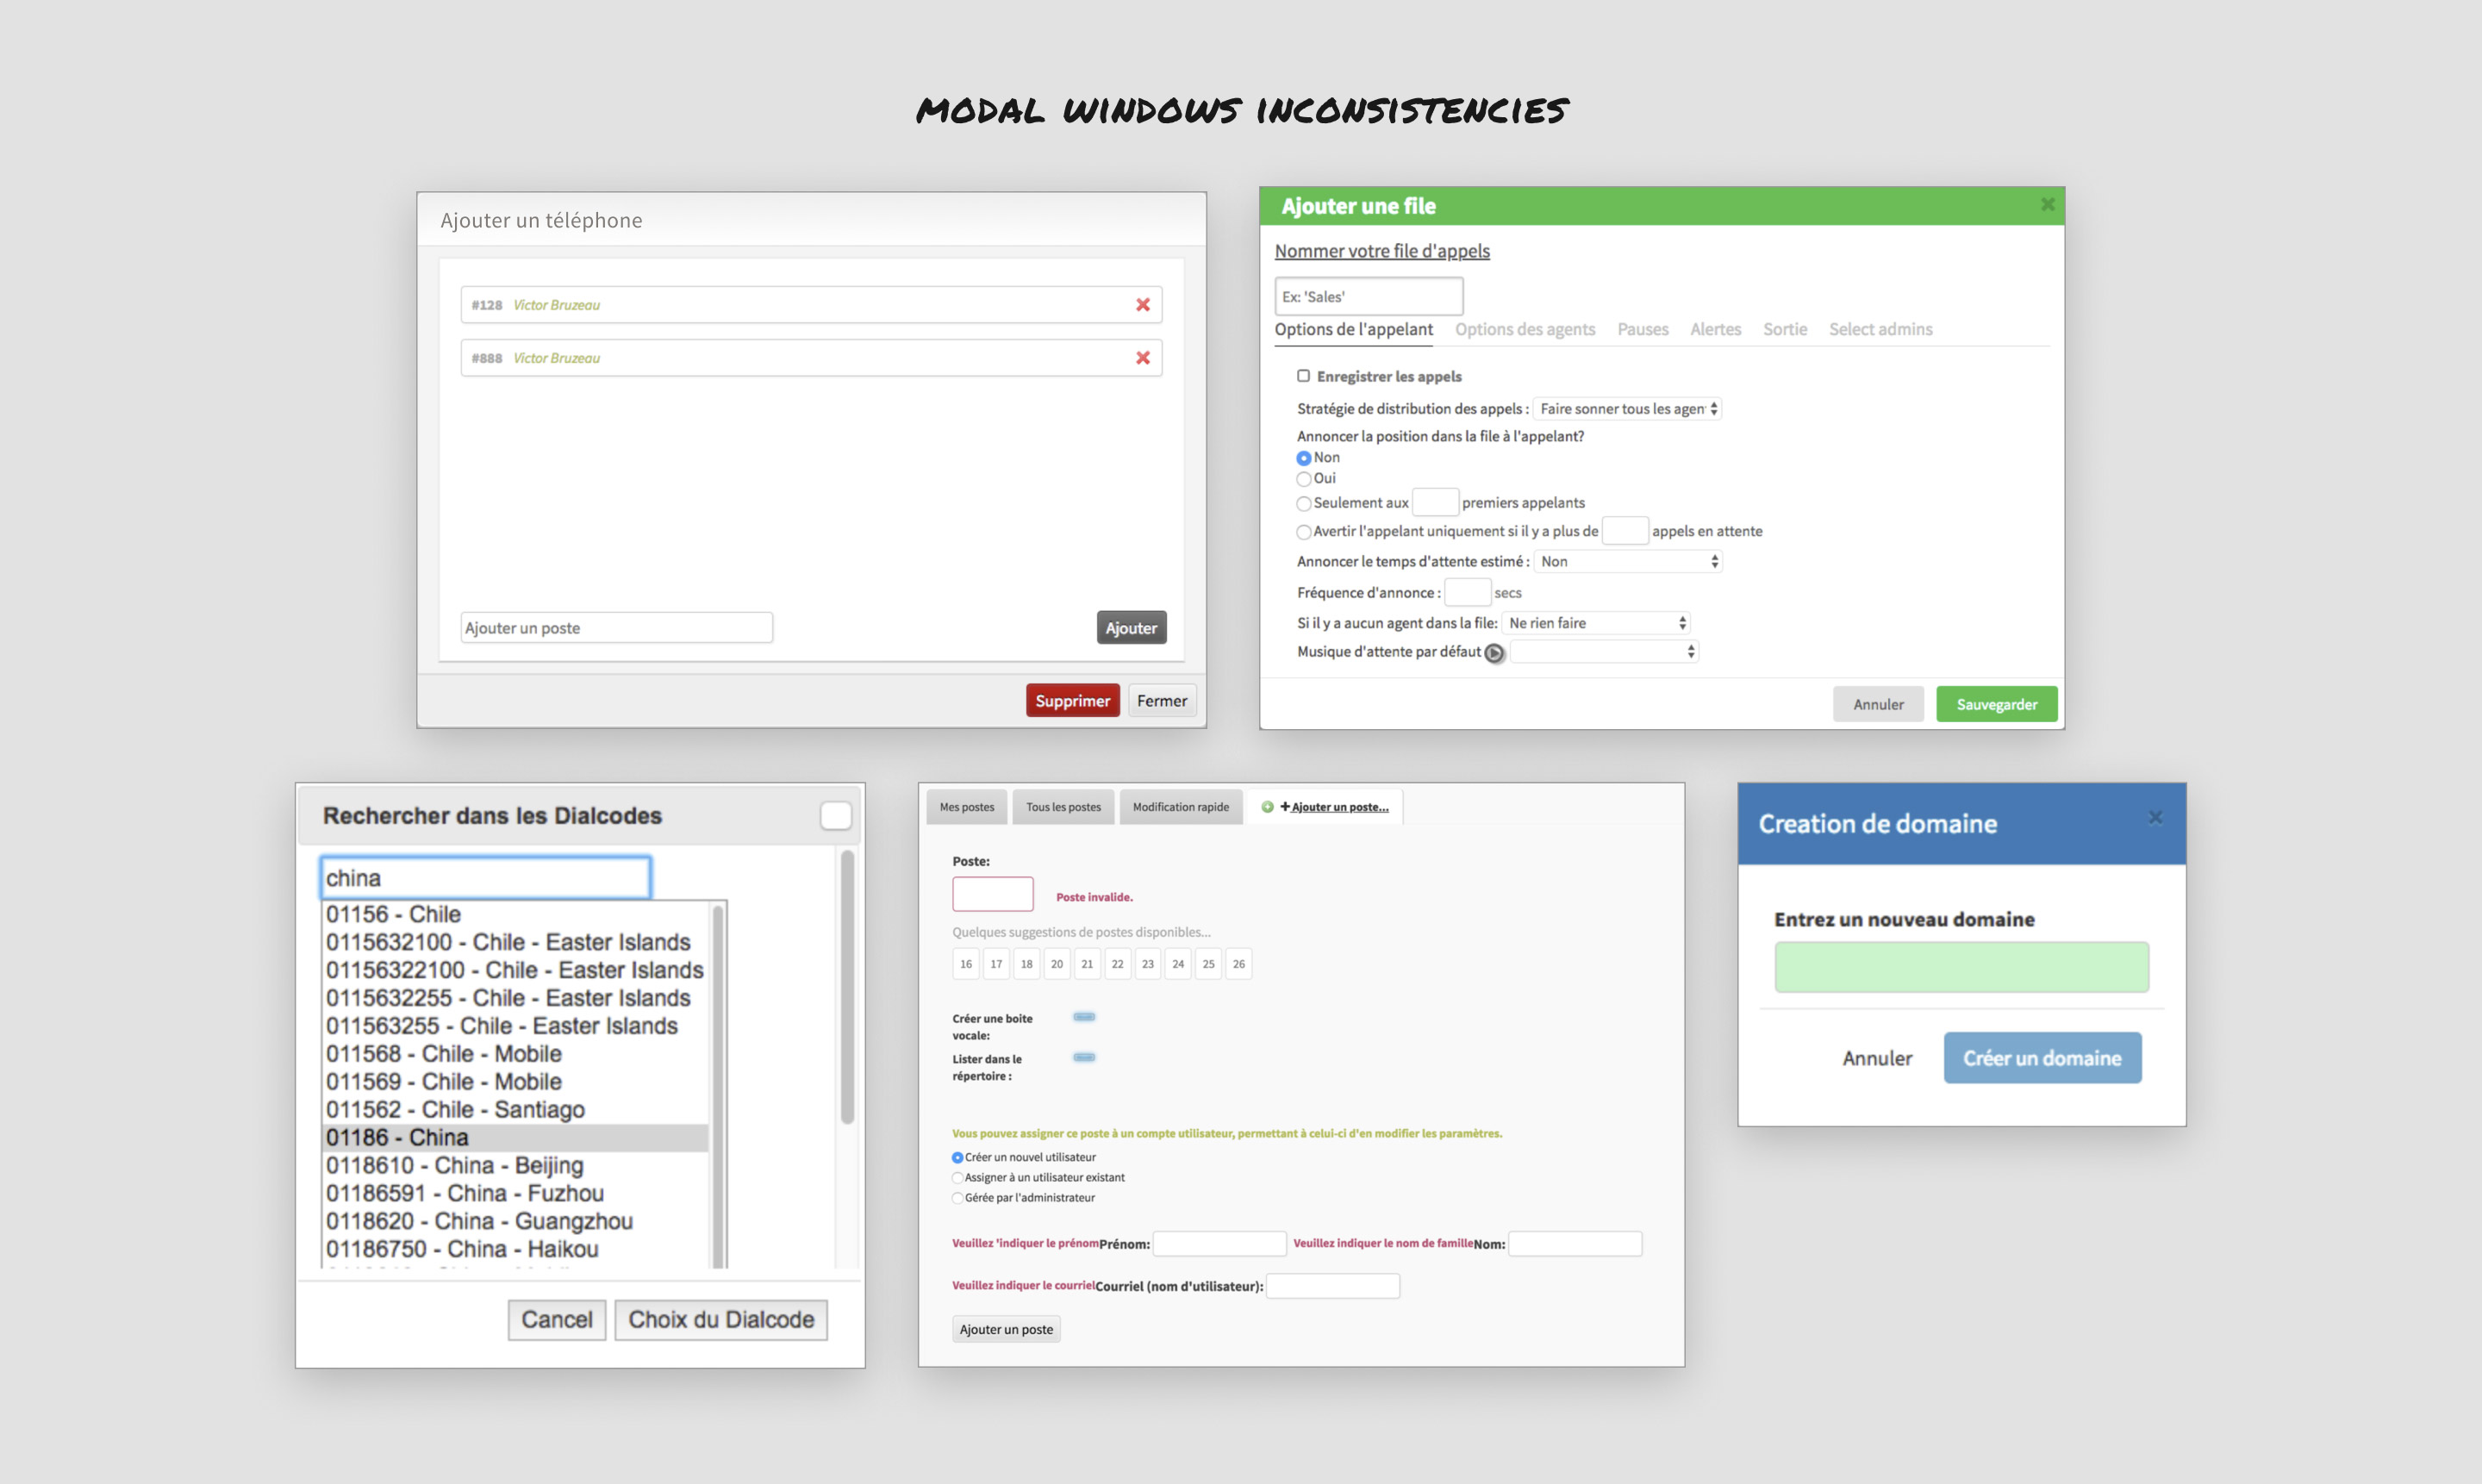 MODAL WINDOWS INCONSISTENCIES
Ajouter un téléphone
#128 Victor Bruzeau
#888 Victor Bruzeau
Ajouter un poste
Ajouter
Supprimer
Fermer
Ajouter une file
Nommer votre file d'appels
Ex: 'Sales'
Options de l'appelant Options des agents Pauses Alertes Sortie Select admins
Enregistrer les appels
Stratégie de distribution des appels : Faire sonner tous les agen
Annoncer la position dans la file à l'appelant?
Non
Oui
Seulement aux premiers appelants
Avertir l'appelant uniquement si il y a plus de appels en attente
Annoncer le temps d'attente estimé : Non
Fréquence d'annonce : secs
Si il y a aucun agent dans la file: Ne rien faire
Musique d'attente par défaut
Annuler
Sauvegarder
Rechercher dans les Dialcodes
china
01156 - Chile
0115632100 - Chile - Easter Islands
01156322100 - Chile - Easter Islands
0115632255 - Chile - Easter Islands
011563255 - Chile - Easter Islands
011568 - Chile - Mobile
011569 - Chile - Mobile
011562 - Chile - Santiago
01186 - China
0118610 - China - Beijing
01186591 - China - Fuzhou
0118620 - China - Guangzhou
01186750 - China - Haikou
Cancel
Choix du Dialcode
Mes postes
Tous les postes
Modification rapide
+Ajouter un poste...
Poste:
Poste invalide.
Quelques suggestions de postes disponibles...
16 17 18 20 21 22 23 24 25 26
Créer une boite
vocale:
Lister dans le
répertoire :
Vous pouvez assigner ce poste à un compte utilisateur, permettant à celui-ci d'en modifier les paramètres.
Créer un nouvel utilisateur
Assigner à un utilisateur existant
Gérée par l'administrateur
Veuillez 'indiquer le prénomPrénom: Veuillez indiquer le nom de familleNom:
Veuillez indiquer le courrielCourriel (nom d'utilisateur):
Ajouter un poste
Creation de domaine
Entrez un nouveau domaine
Annuler
Créer un domaine